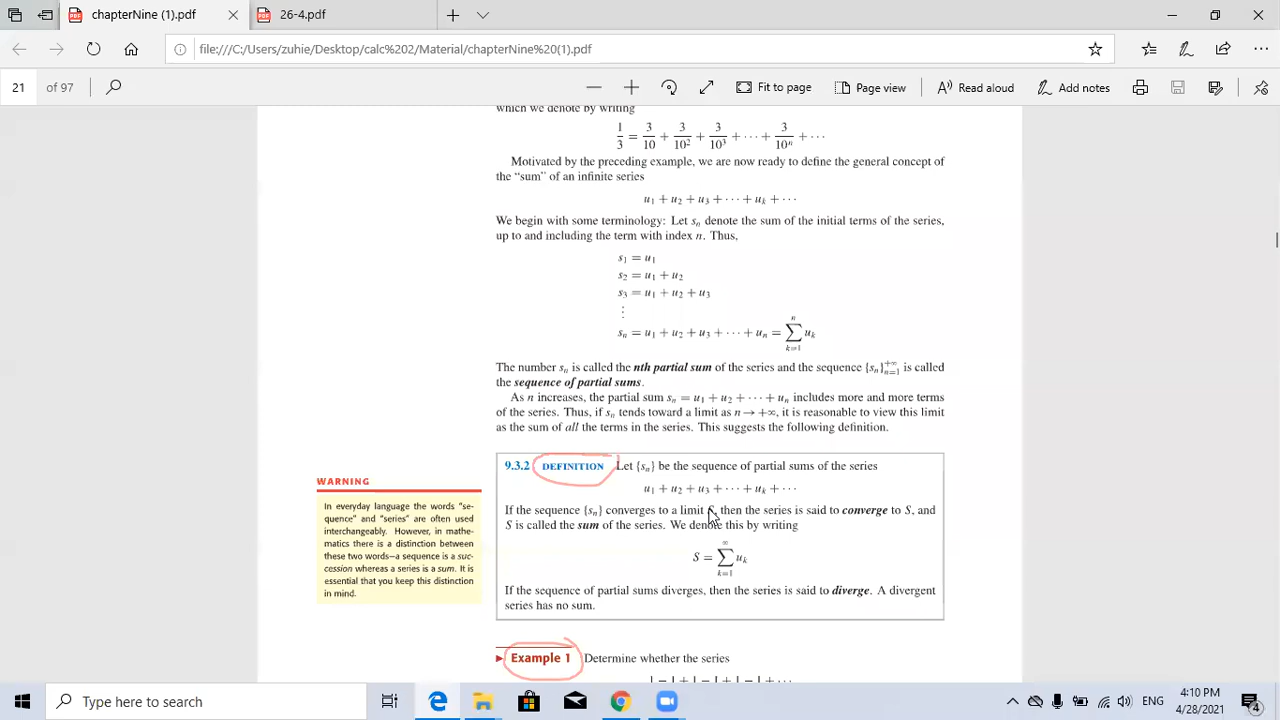 chapterNine (1).pdf
26-4.pdf
file:///C:/Users/zuhie/Desktop/calc%202/Material/chapterNine%20(1).pdf
21 of 97
Fit to page
Page view
Read aloud
Add notes
which we denote by writing
1/3 = 3/10 + 3/10² + 3/10³ + ··· + 3/10ⁿ + ···
Motivated by the preceding example, we are now ready to define the general concept of
the “sum” of an infinite series
u₁ + u₂ + u₃ + ··· + uₖ + ···
We begin with some terminology: Let sₙ denote the sum of the initial terms of the series,
up to and including the term with index n. Thus,
s₁ = u₁
s₂ = u₁ + u₂
s₃ = u₁ + u₂ + u₃
⋮
sₙ = u₁ + u₂ + u₃ + ··· + uₙ = ∑ₖ₌₁ⁿ uₖ
The number sₙ is called the nth partial sum of the series and the sequence {sₙ}ₙ₌₁⁺∞ is called
the sequence of partial sums.
As n increases, the partial sum sₙ = u₁ + u₂ + ··· + uₙ includes more and more terms
of the series. Thus, if sₙ tends toward a limit as n → +∞, it is reasonable to view this limit
as the sum of all the terms in the series. This suggests the following definition.
9.3.2 DEFINITION Let {sₙ} be the sequence of partial sums of the series
u₁ + u₂ + u₃ + ··· + uₖ + ···
If the sequence {sₙ} converges to a limit S, then the series is said to converge to S, and
S is called the sum of the series. We denote this by writing
S = ∑ₖ₌₁^∞ uₖ
If the sequence of partial sums diverges, then the series is said to diverge. A divergent
series has no sum.
WARNING
In everyday language the words “se-
quence” and “series” are often used
interchangeably. However, in mathe-
matics there is a distinction between
these two words—a sequence is a suc-
cession whereas a series is a sum. It is
essential that you keep this distinction
in mind.
Example 1 Determine whether the series
1 − 1 + 1 − 1 + 1 − 1 + ···
Type here to search
ENG
4:10 PM
4/28/2021
4